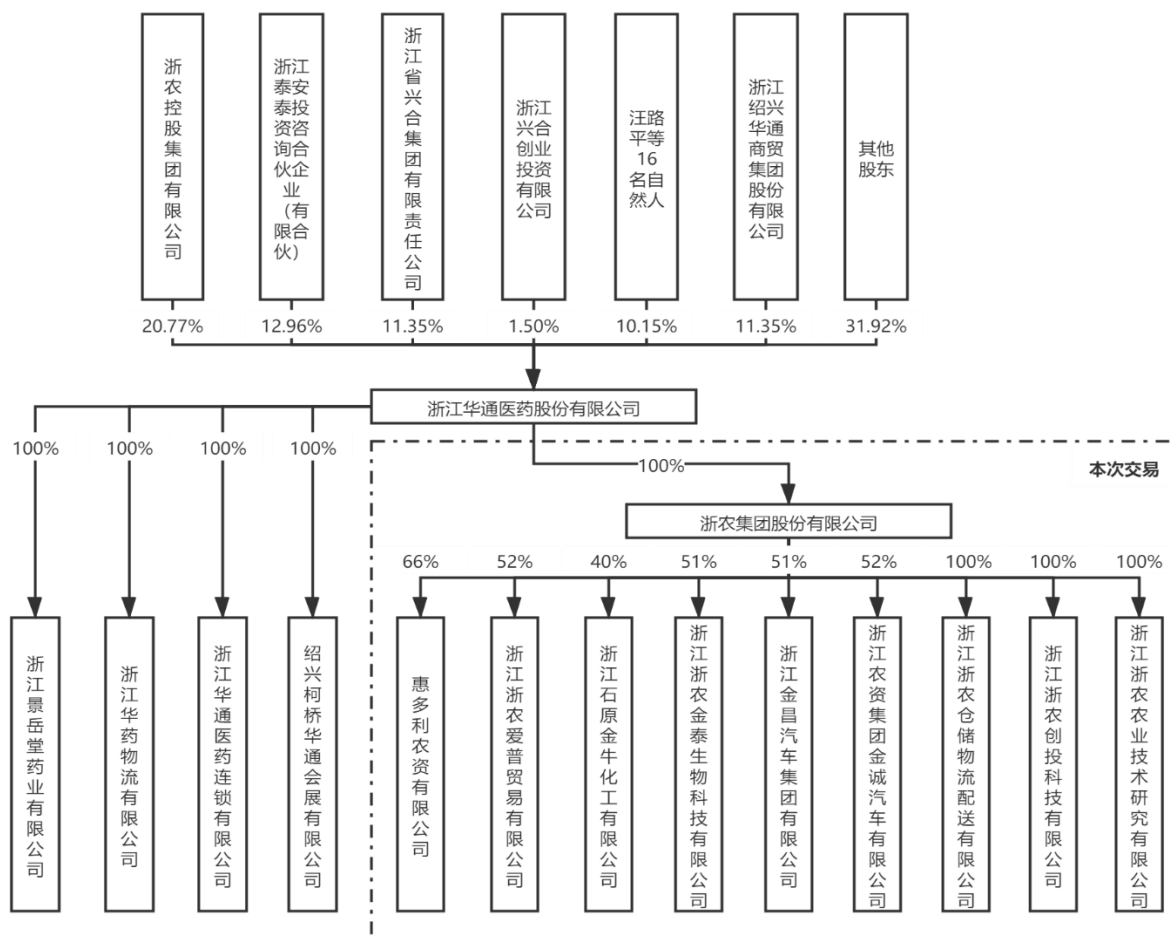 浙农控股集团有限公司
浙江泰安泰投资咨询合伙企业（有限合伙）
浙江省兴合集团有限责任公司
浙江兴合创业投资有限公司
汪路平等16名自然人
浙江绍兴华通商贸集团股份有限公司
其他股东
20.77%
12.96%
11.35%
1.50%
10.15%
11.35%
31.92%
浙江华通医药股份有限公司
100%
100%
100%
100%
100%
本次交易
浙农集团股份有限公司
66%
52%
40%
51%
51%
52%
100%
100%
100%
浙江景岳堂药业有限公司
浙江华药物流有限公司
浙江华通医药连锁有限公司
绍兴柯桥华通会展有限公司
惠多利农资有限公司
浙江浙农爱普贸易有限公司
浙江石原金牛化工有限公司
浙江浙农金泰生物科技有限公司
浙江金昌汽车集团有限公司
浙江农资集团金诚汽车有限公司
浙江浙农仓储物流配送有限公司
浙江浙农创投科技有限公司
浙江浙农农业技术研究有限公司